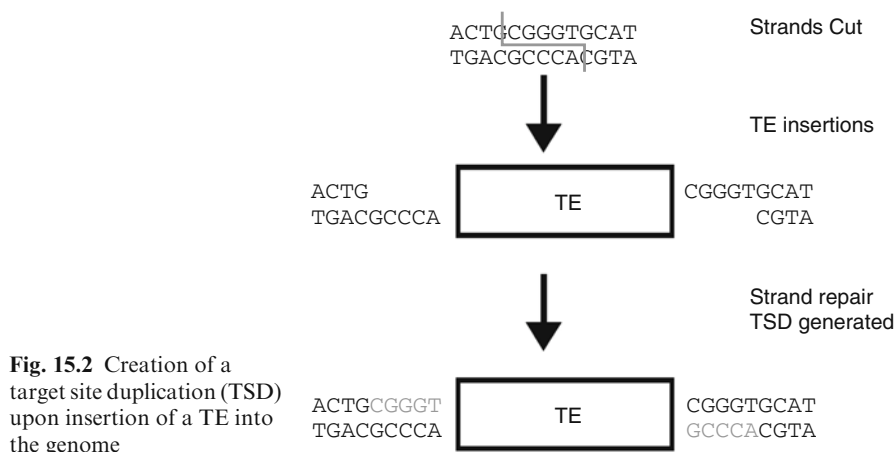 ACTGCGGGTGCAT
TGACGCCCACGTA
Strands Cut
TE insertions
ACTG
TGACGCCCA
TE
CGGGTGCAT
CGTA
Strand repair
TSD generated
Fig. 15.2 Creation of a
target site duplication (TSD)
upon insertion of a TE into
the genome
ACTGCGGGT
TGACGCCCA
TE
CGGGTGCAT
GCCCACGTA